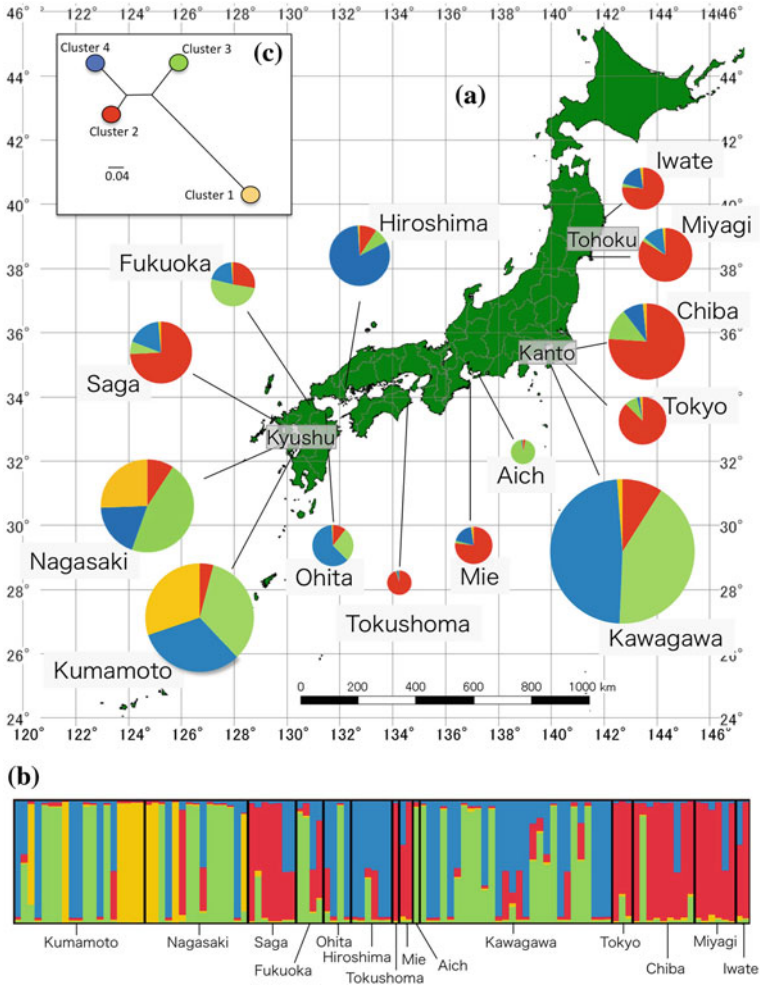 120° 122° 124° 126° 128° 130° 132° 134° 136° 138° 140° 142° 144° 146°
44°
42°
40°
38°
36°
34°
32°
30°
28°
26°
24°
(c)
Cluster 4
Cluster 3
Cluster 2
0.04
Cluster 1
(a)
Iwate
Tohoku
Miyagi
Hiroshima
Fukuoka
Chiba
Kanto
Saga
Tokyo
Kyushu
Aich
Nagasaki
Ohita
Mie
Tokushoma
Kawagawa
Kumamoto
0 200 400 600 800 1000 km
44°
42°
40°
38°
36°
34°
32°
30°
28°
26°
24°
120° 122° 124° 126° 128° 130° 132° 134° 136° 138° 140° 142° 144° 146°
(b)
Kumamoto Nagasaki Saga Fukuoka Ohita Hiroshima Tokushoma Mie Aich Kawagawa Tokyo Chiba Miyagi Iwate